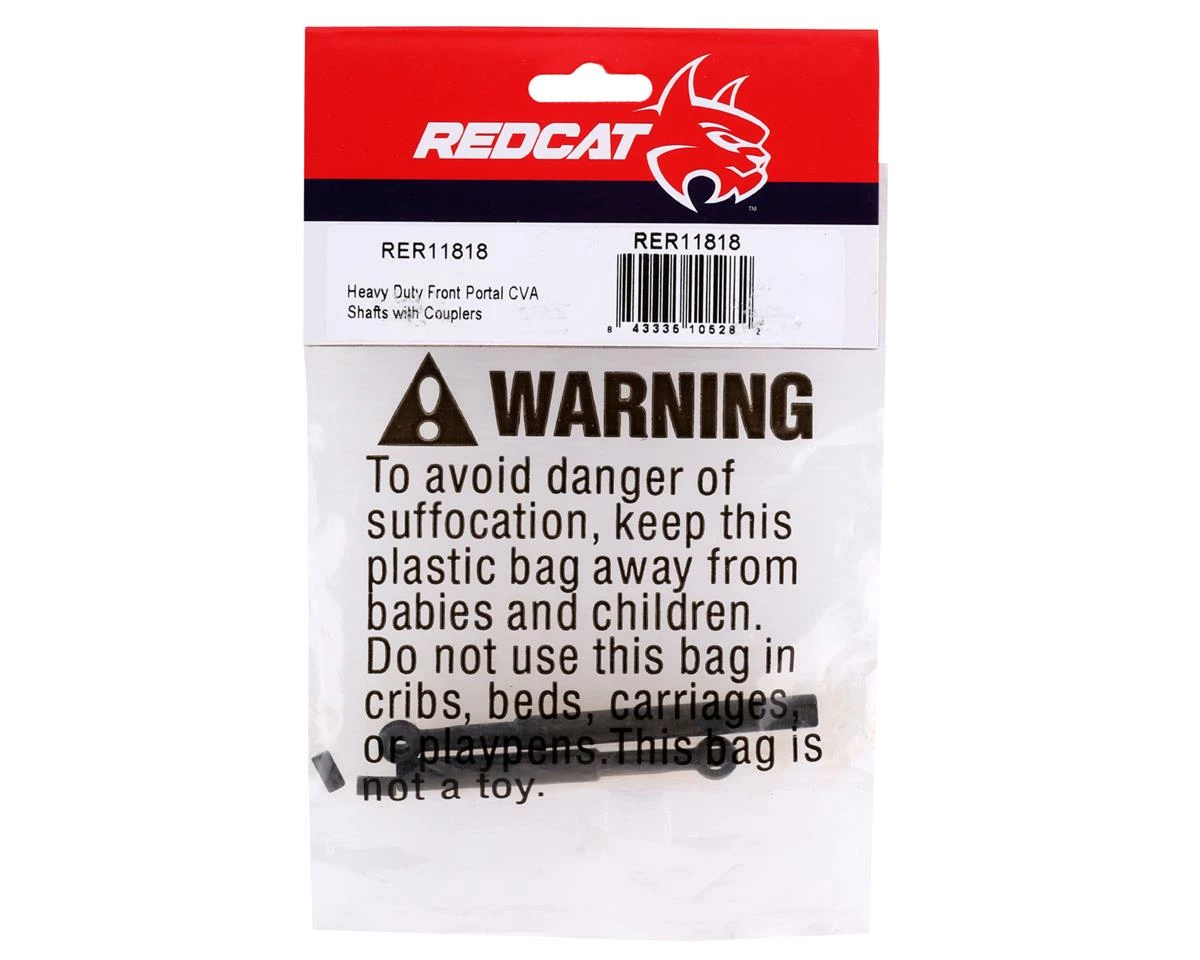 REDCAT
TM
RER11818
Heavy Duty Front Portal CVA
Shafts with Couplers
RER11818
8 43335 10528 2
WARNING
To avoid danger of
suffocation, keep this
plastic bag away from
babies and children.
Do not use this bag in
cribs, beds, carriages,
or playpens.This bag is
not a toy.